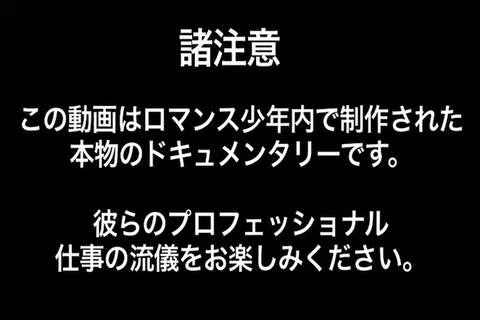 諸注意
この動画はロマンス少年内で制作された
本物のドキュメンタリーです。
彼らのプロフェッショナル
仕事の流儀をお楽しみください。